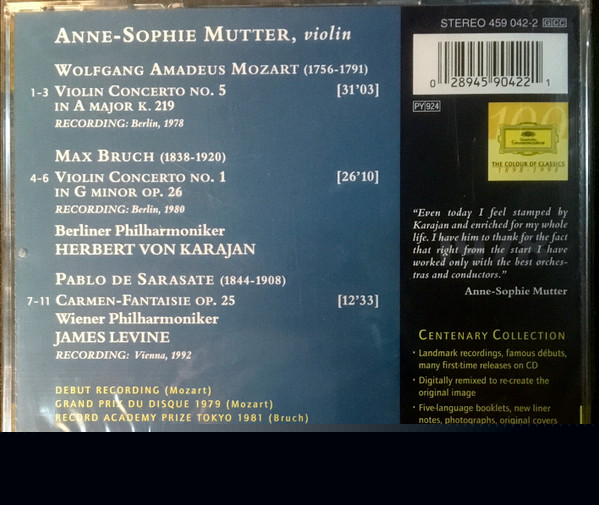 ANNE-SOPHIE MUTTER, violin
WOLFGANG AMADEUS MOZART (1756-1791)
1-3 VIOLIN CONCERTO NO. 5 [31'03]
IN A MAJOR K. 219
RECORDING: Berlin, 1978
MAX BRUCH (1838-1920)
4-6 VIOLIN CONCERTO NO. 1 [26'10]
IN G MINOR OP. 26
RECORDING: Berlin, 1980
Berliner Philharmoniker
HERBERT VON KARAJAN
PABLO DE SARASATE (1844-1908)
7-11 CARMEN-FANTAISIE OP. 25 [12'33]
Wiener Philharmoniker
JAMES LEVINE
RECORDING: Vienna, 1992
DEBUT RECORDING (Mozart)
GRAND PRIX DU DISQUE 1979 (Mozart)
RECORD ACADEMY PRIZE TOKYO 1981 (Bruch)
STEREO 459 042-2 GCC
0 28945 90422 1
PY 924
100
Deutsche
Grammophon
THE COLOUR OF CLASSICS
1898-1998
"Even today I feel stamped by
Karajan and enriched for my whole
life. I have him to thank for the fact
that right from the start I have
worked only with the best orches-
tras and conductors."
Anne-Sophie Mutter
CENTENARY COLLECTION
· Landmark recordings, famous débuts,
many first-time releases on CD
· Digitally remixed to re-create the
original image
· Five-language booklets, new liner
notes, photographs, original covers